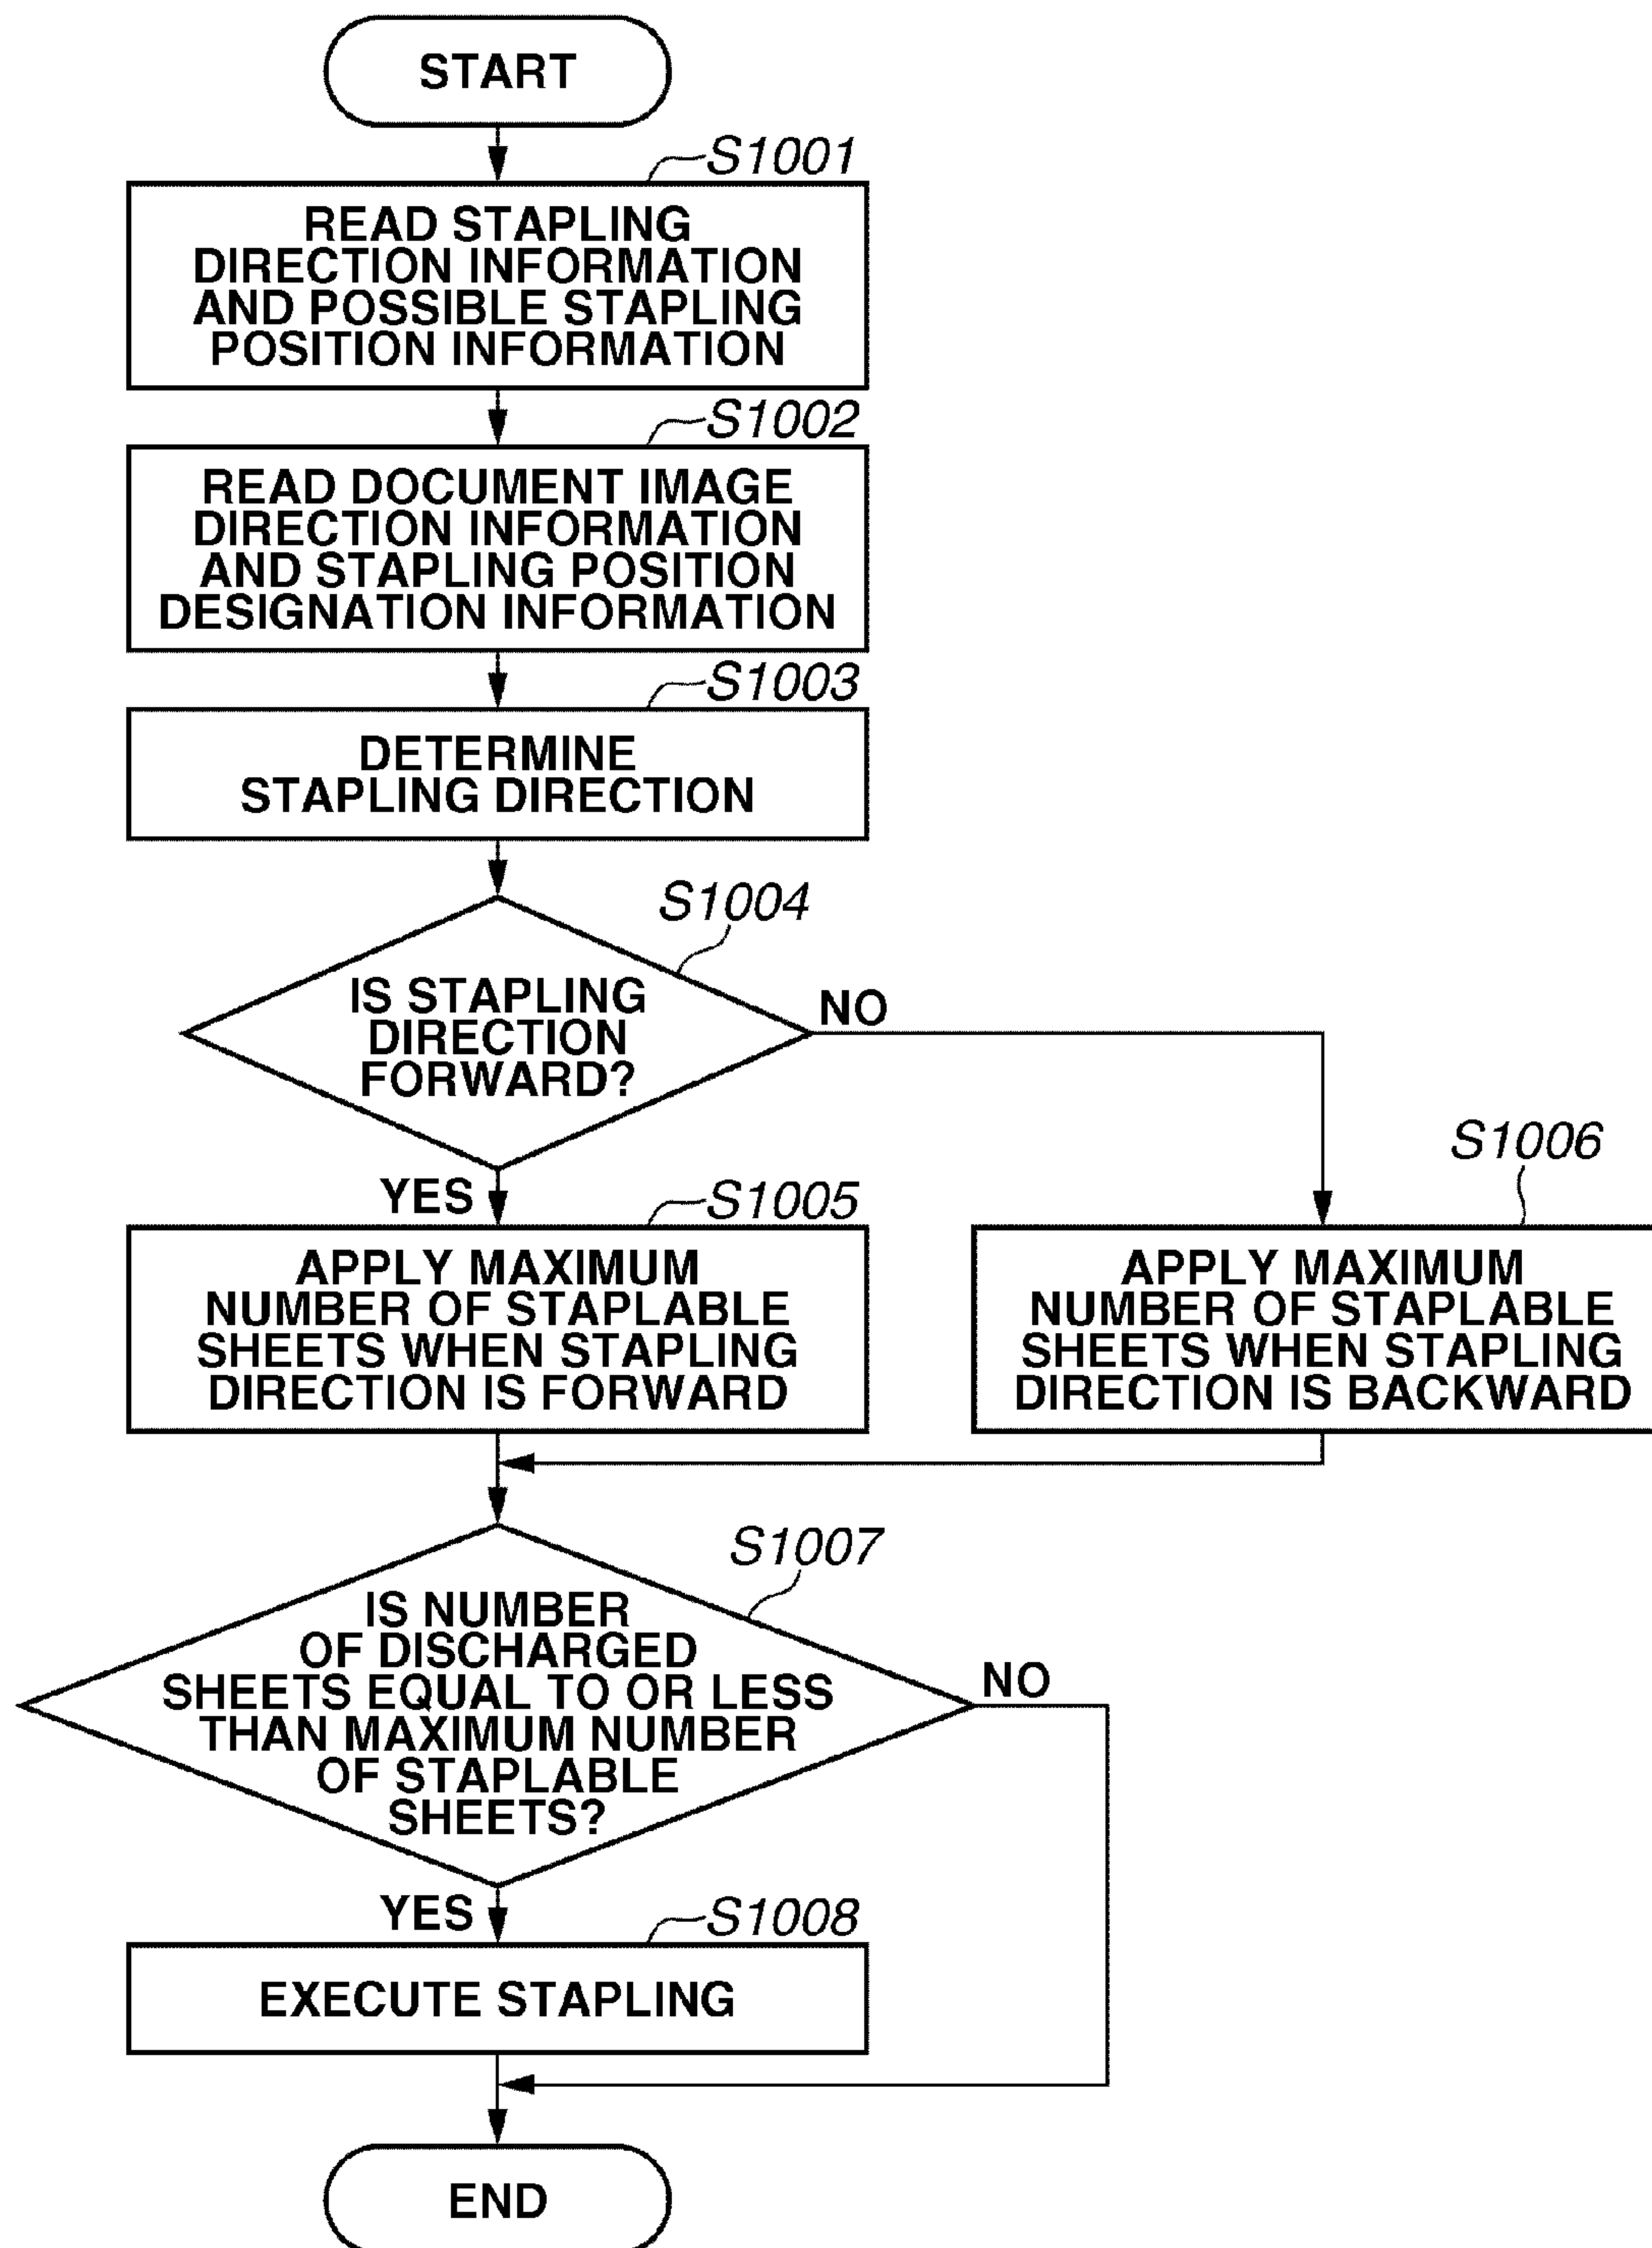 START
S1001
READ STAPLING
DIRECTION INFORMATION
AND POSSIBLE STAPLING
POSITION INFORMATION
S1002
READ DOCUMENT IMAGE
DIRECTION INFORMATION
AND STAPLING POSITION
DESIGNATION INFORMATION
S1003
DETERMINE
STAPLING DIRECTION
S1004
IS STAPLING
DIRECTION
FORWARD?
NO
YES
S1005
APPLY MAXIMUM
NUMBER OF STAPLABLE
SHEETS WHEN STAPLING
DIRECTION IS FORWARD
S1006
APPLY MAXIMUM
NUMBER OF STAPLABLE
SHEETS WHEN STAPLING
DIRECTION IS BACKWARD
S1007
IS NUMBER
OF DISCHARGED
SHEETS EQUAL TO OR LESS
THAN MAXIMUM NUMBER
OF STAPLABLE
SHEETS?
NO
YES
S1008
EXECUTE STAPLING
END